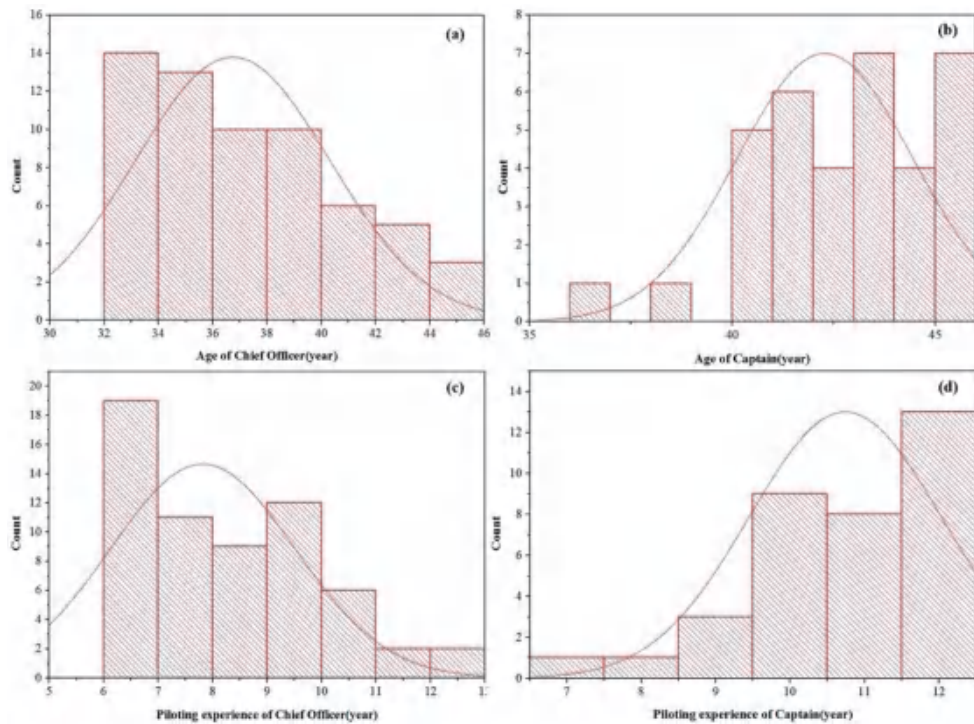 (a)
16
14
12
10
8
6
4
2
0
Count
30 32 34 36 38 40 42 44 46
Age of Chief Officer(year)
(b)
8
7
6
5
4
3
2
1
0
Count
35 40 45
Age of Captain(year)
(c)
20
18
16
14
12
10
8
6
4
2
0
Count
5 6 7 8 9 10 11 12 13
Piloting experience of Chief Officer(year)
(d)
14
12
10
8
6
4
2
0
Count
7 8 9 10 11 12
Piloting experience of Captain(year)